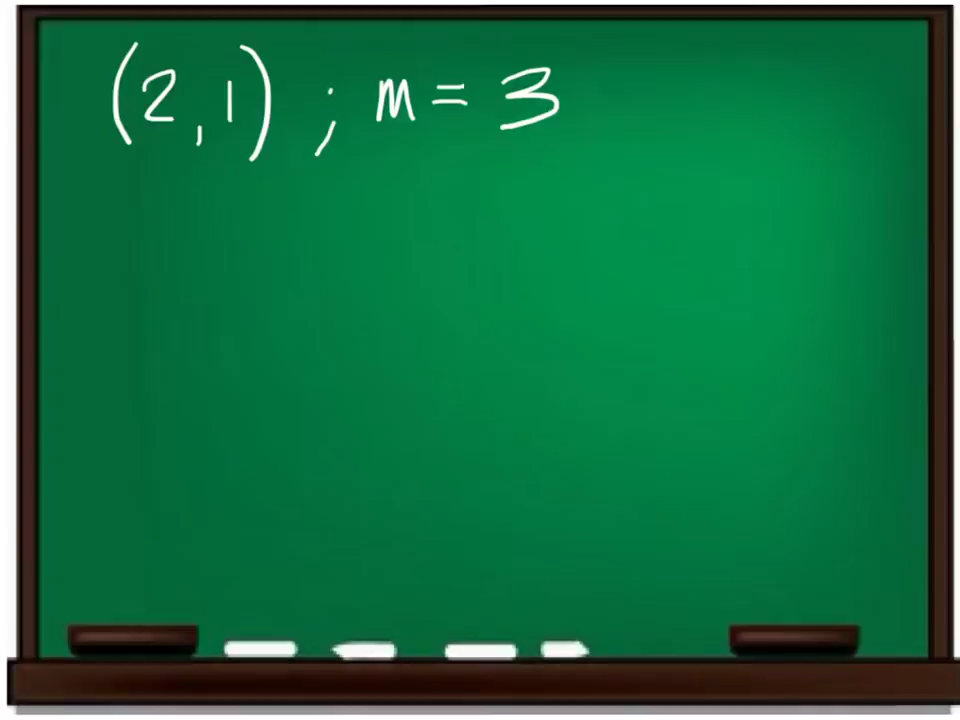 (2,1) ; m = 3